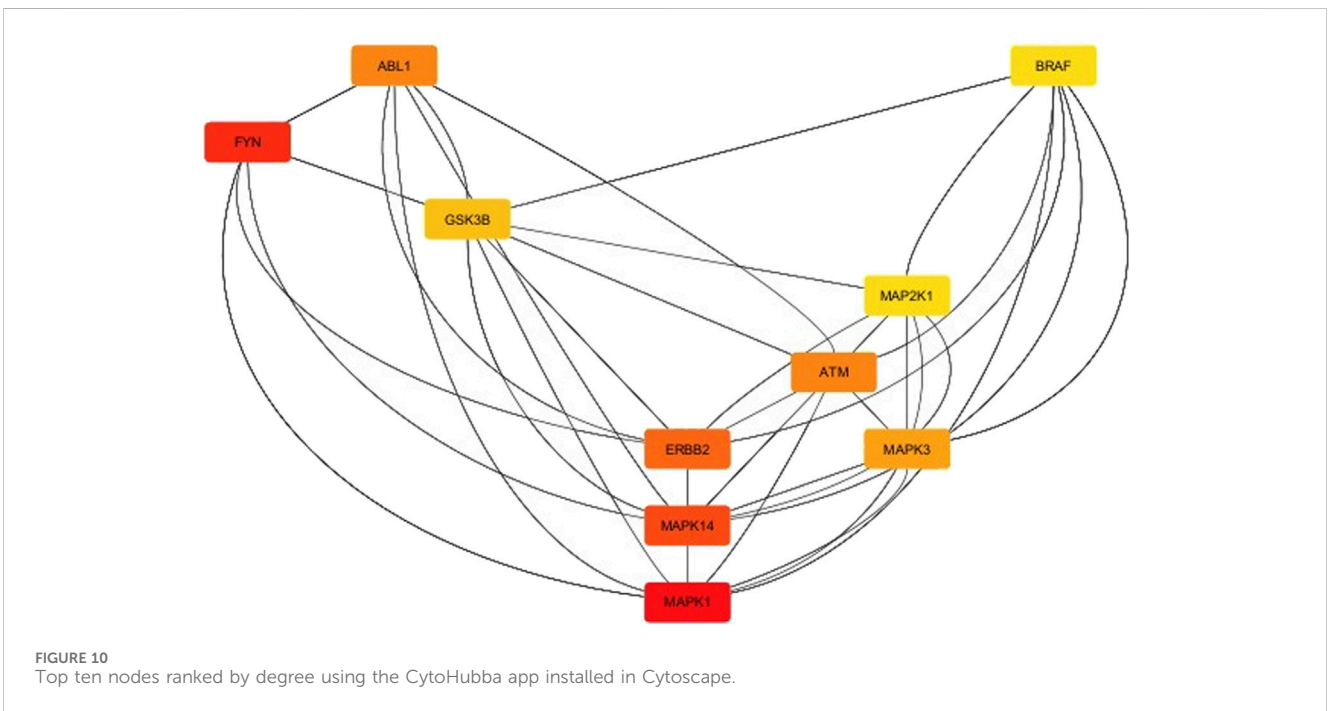 ABL1
BRAF
FYN
GSK3B
MAP2K1
ATM
ERBB2
MAPK3
MAPK14
MAPK1
FIGURE 10
Top ten nodes ranked by degree using the CytoHubba app installed in Cytoscape.